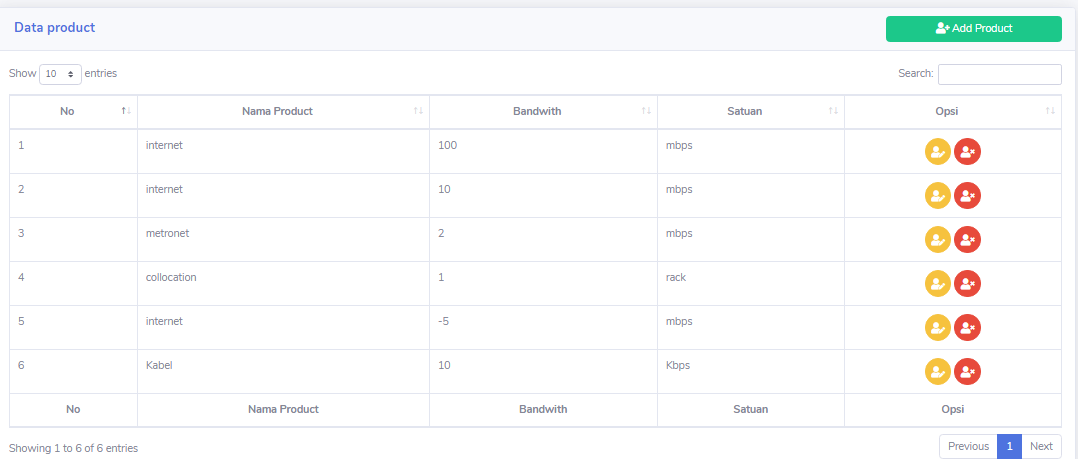 Data product
Add Product
Show 10 entries
Search:
No Nama Product Bandwith Satuan Opsi
1 internet 100 mbps
2 internet 10 mbps
3 metronet 2 mbps
4 collocation 1 rack
5 internet -5 mbps
6 Kabel 10 Kbps
No Nama Product Bandwith Satuan Opsi
Showing 1 to 6 of 6 entries
Previous 1 Next